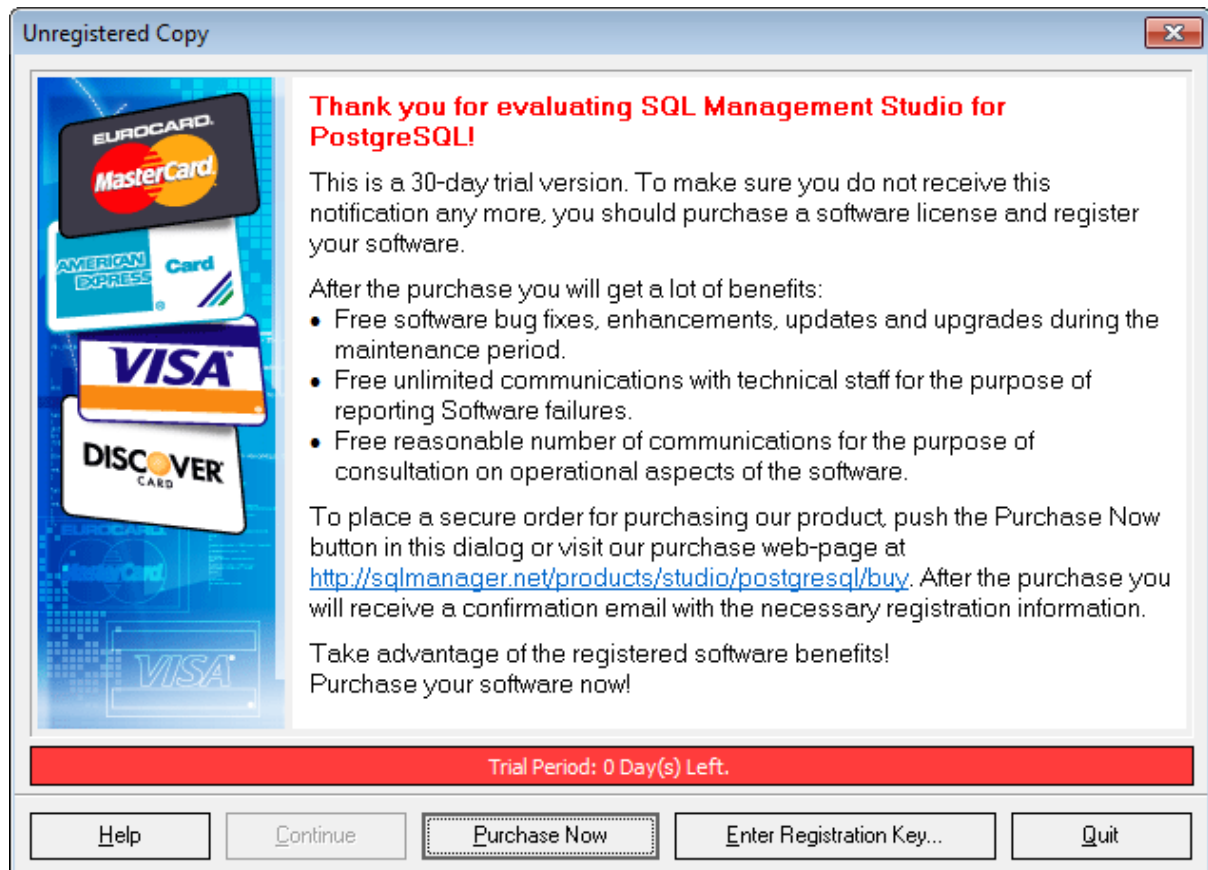 Unregistered Copy
EUROCARD.
MasterCard
AMERICAN EXPRESS
Card
VISA
DISCOVER
CARD
EUROCARD
MasterCard
VISA
Thank you for evaluating SQL Management Studio for
PostgreSQL!
This is a 30-day trial version. To make sure you do not receive this
notification any more, you should purchase a software license and register
your software.
After the purchase you will get a lot of benefits:
• Free software bug fixes, enhancements, updates and upgrades during the
maintenance period.
• Free unlimited communications with technical staff for the purpose of
reporting Software failures.
• Free reasonable number of communications for the purpose of
consultation on operational aspects of the software.
To place a secure order for purchasing our product, push the Purchase Now
button in this dialog or visit our purchase web-page at
http://sqlmanager.net/products/studio/postgresql/buy. After the purchase you
will receive a confirmation email with the necessary registration information.
Take advantage of the registered software benefits!
Purchase your software now!
Trial Period: 0 Day(s) Left.
Help
Continue
Purchase Now
Enter Registration Key...
Quit